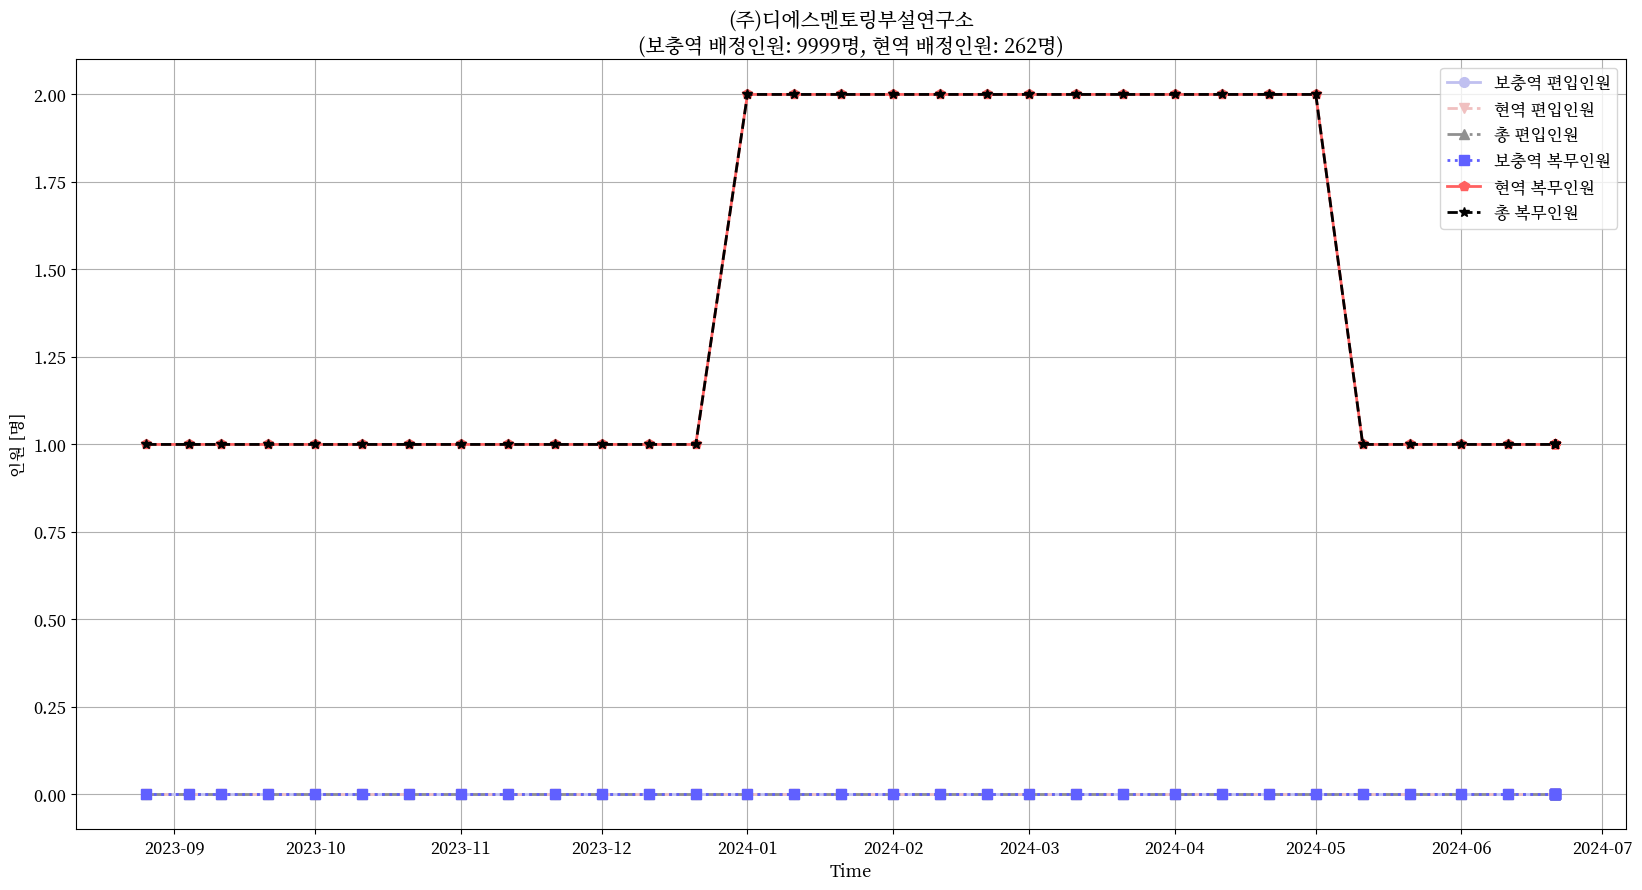 (주)디에스멘토링부설연구소
(보충역 배정인원: 9999명, 현역 배정인원: 262명)
보충역 편입인원
현역 편입인원
총 편입인원
보충역 복무인원
현역 복무인원
총 복무인원
인원 [명]
2.00
1.75
1.50
1.25
1.00
0.75
0.50
0.25
0.00
2023-09 2023-10 2023-11 2023-12 2024-01 2024-02 2024-03 2024-04 2024-05 2024-06 2024-07
Time